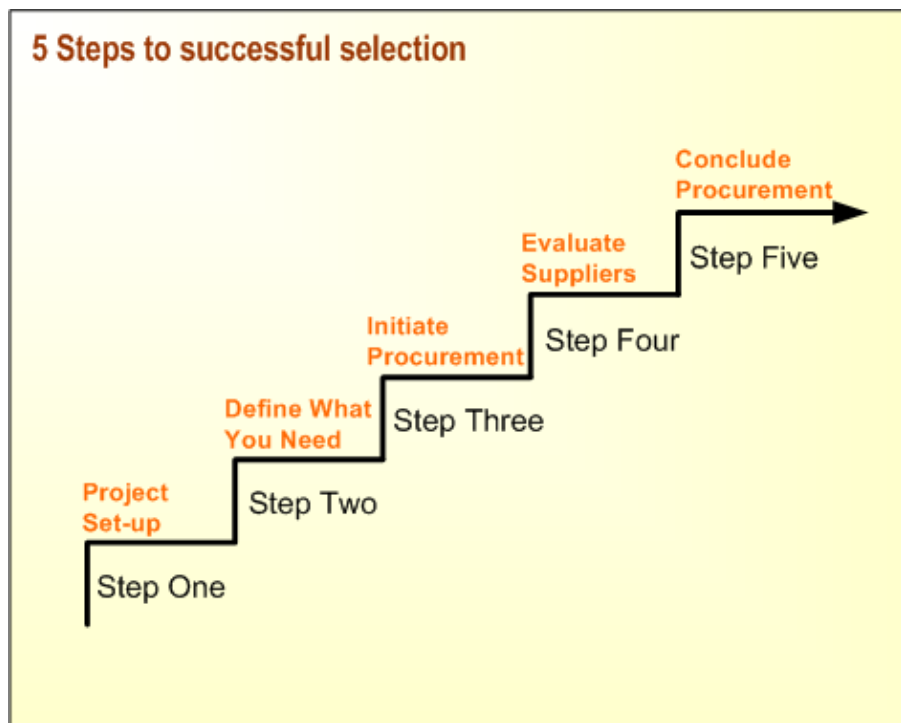 5 Steps to successful selection
Conclude
Procurement
Step Five
Evaluate
Suppliers
Step Four
Initiate
Procurement
Step Three
Define What
You Need
Step Two
Project
Set-up
Step One